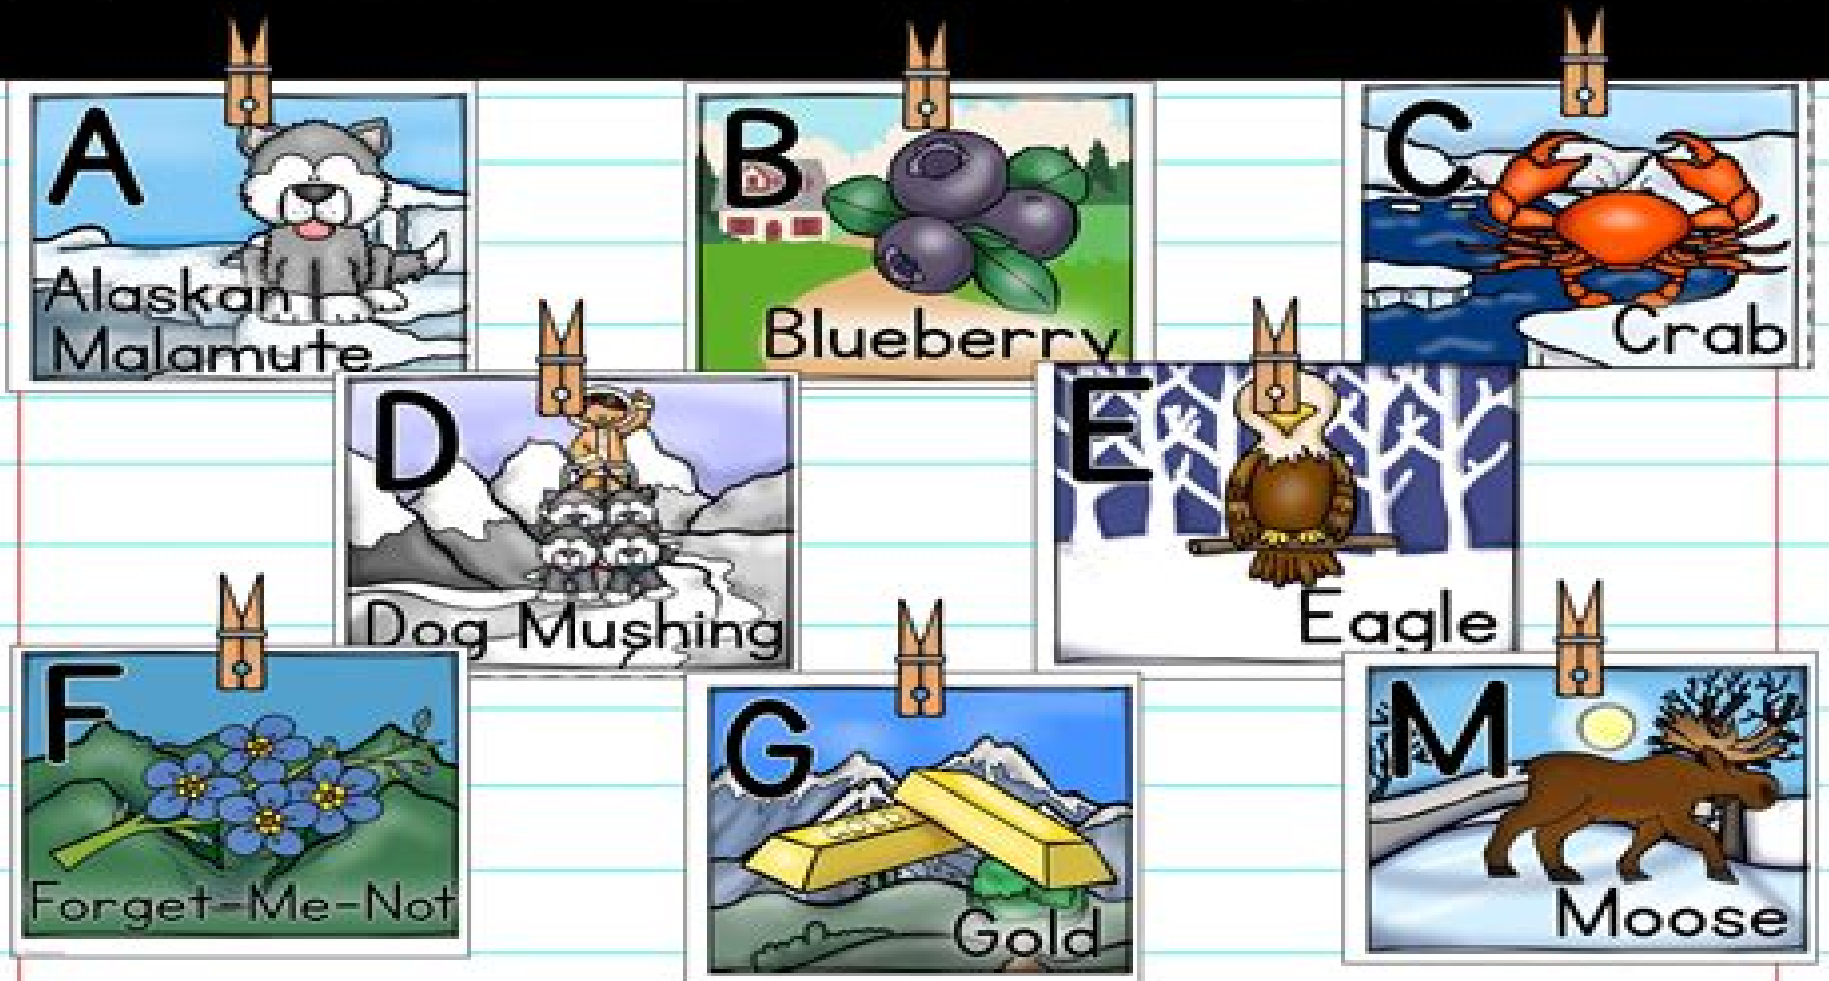 A
Alaskan
Malamute
B
Blueberry
C
Crab
D
Dog Mushing
E
Eagle
F
Forget-Me-Not
G
Gold
M
Moose